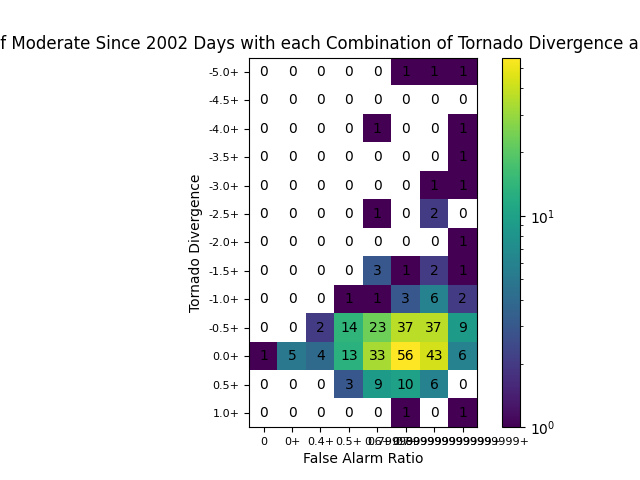 f Moderate Since 2002 Days with each Combination of Tornado Divergence a
-5.0+ 0 0 0 0 0 1 1 1
-4.5+ 0 0 0 0 0 0 0 0
-4.0+ 0 0 0 0 1 0 0 1
-3.5+ 0 0 0 0 0 0 0 1
-3.0+ 0 0 0 0 0 0 1 1
-2.5+ 0 0 0 0 1 0 2 0
-2.0+ 0 0 0 0 0 0 0 1
-1.5+ 0 0 0 0 3 1 2 1
-1.0+ 0 0 0 1 1 3 6 2
-0.5+ 0 0 2 14 23 37 37 9
0.0+ 1 5 4 13 33 56 43 6
0.5+ 0 0 0 3 9 10 6 0
1.0+ 0 0 0 0 0 1 0 1
0 0+ 0.4+ 0.5+
False Alarm Ratio
Tornado Divergence
10¹
10⁰